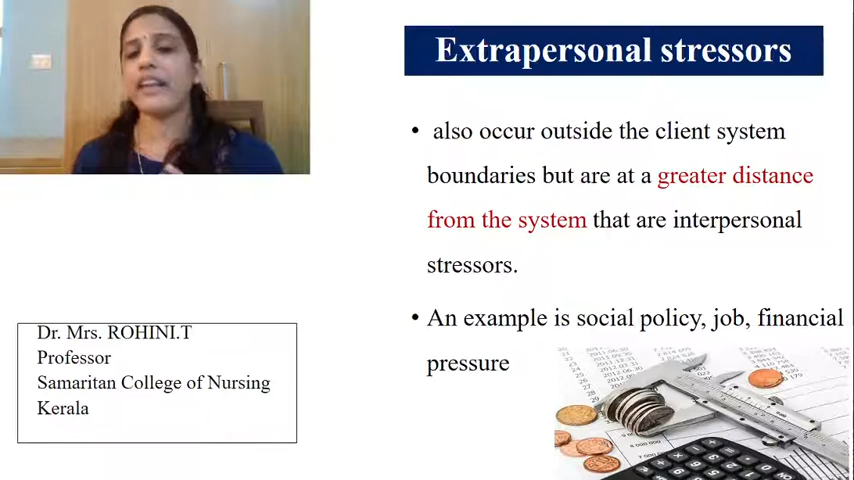 Extrapersonal stressors
• also occur outside the client system
boundaries but are at a greater distance
from the system that are interpersonal
stressors.
• An example is social policy, job, financial
pressure
Dr. Mrs. ROHINI.T
Professor
Samaritan College of Nursing
Kerala